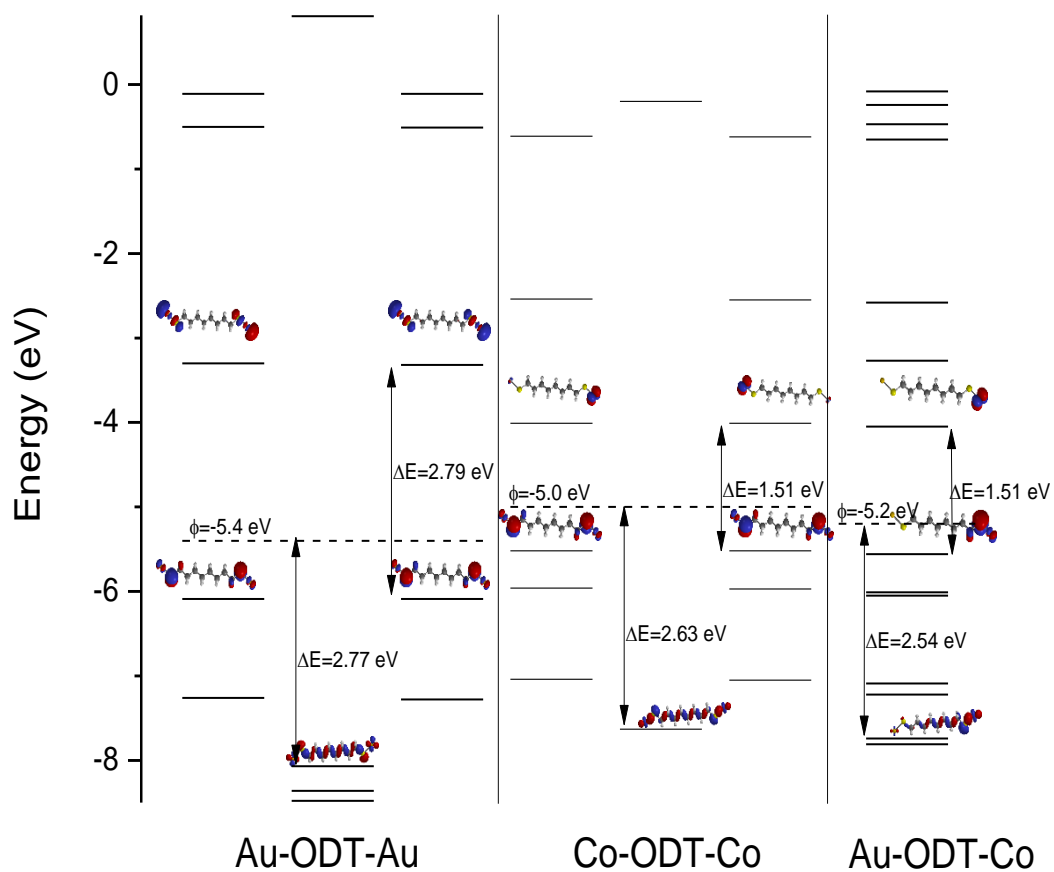 Energy (eV)
0
-2
-4
-6
-8
ϕ=-5.4 eV
ΔE=2.79 eV
ΔE=2.77 eV
ϕ=-5.0 eV
ΔE=1.51 eV
ΔE=2.63 eV
ϕ=-5.2 eV
ΔE=1.51 eV
ΔE=2.54 eV
Au-ODT-Au
Co-ODT-Co
Au-ODT-Co